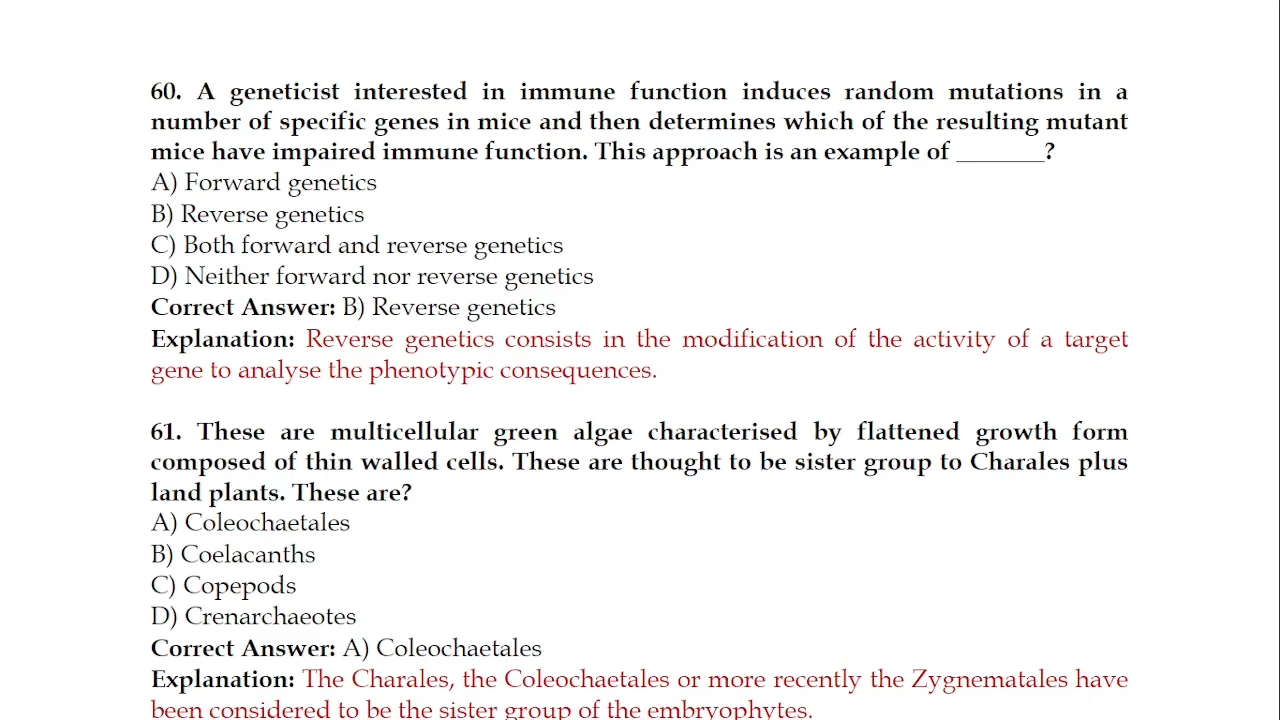 60. A geneticist interested in immune function induces random mutations in a
number of specific genes in mice and then determines which of the resulting mutant
mice have impaired immune function. This approach is an example of _______?
A) Forward genetics
B) Reverse genetics
C) Both forward and reverse genetics
D) Neither forward nor reverse genetics
Correct Answer: B) Reverse genetics
Explanation: Reverse genetics consists in the modification of the activity of a target
gene to analyse the phenotypic consequences.
61. These are multicellular green algae characterised by flattened growth form
composed of thin walled cells. These are thought to be sister group to Charales plus
land plants. These are?
A) Coleochaetales
B) Coelacanths
C) Copepods
D) Crenarchaeotes
Correct Answer: A) Coleochaetales
Explanation: The Charales, the Coleochaetales or more recently the Zygnematales have
been considered to be the sister group of the embryophytes.